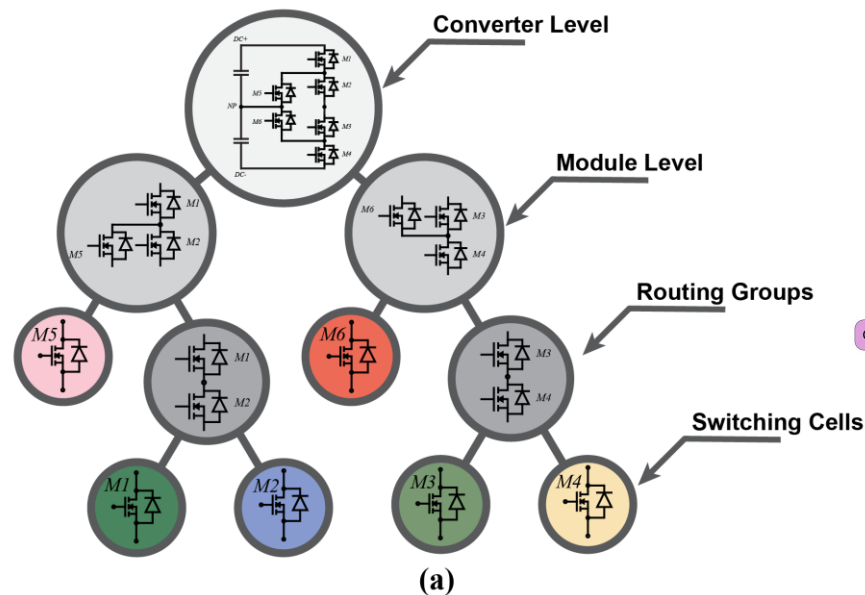 Converter Level
DC+
M1
M2
M5
NP
M6
M3
M4
DC-
Module Level
M1
M5
M2
M6
M3
M4
Routing Groups
M5
M1
M2
M6
M3
M4
Switching Cells
M1
M2
M3
M4
(a)